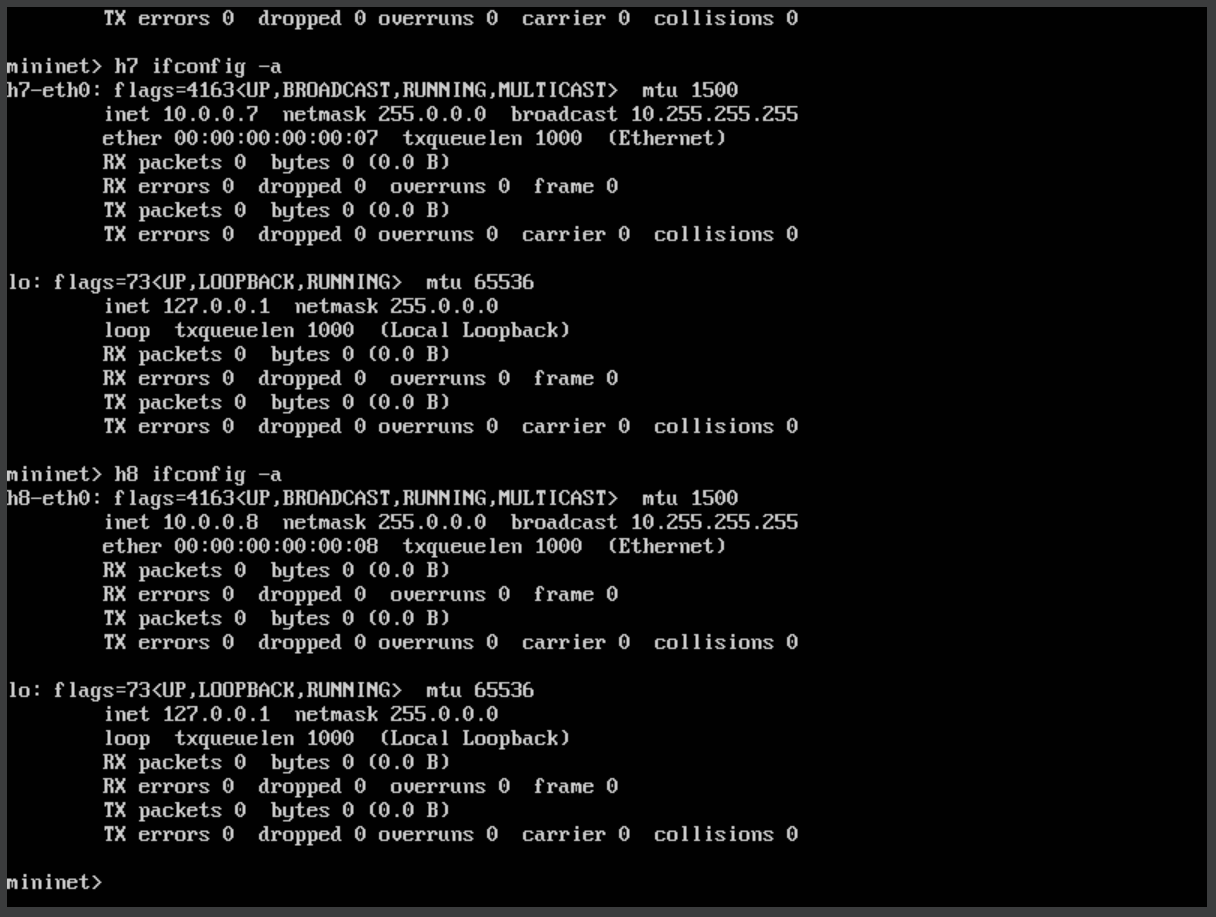 TX errors 0  dropped 0 overruns 0  carrier 0  collisions 0
mininet> h7 ifconfig -a
h7-eth0: flags=4163<UP,BROADCAST,RUNNING,MULTICAST>  mtu 1500
inet 10.0.0.7  netmask 255.0.0.0  broadcast 10.255.255.255
ether 00:00:00:00:00:07  txqueuelen 1000  (Ethernet)
RX packets 0  bytes 0 (0.0 B)
RX errors 0  dropped 0  overruns 0  frame 0
TX packets 0  bytes 0 (0.0 B)
TX errors 0  dropped 0 overruns 0  carrier 0  collisions 0
lo: flags=73<UP,LOOPBACK,RUNNING>  mtu 65536
inet 127.0.0.1  netmask 255.0.0.0
loop  txqueuelen 1000  (Local Loopback)
RX packets 0  bytes 0 (0.0 B)
RX errors 0  dropped 0  overruns 0  frame 0
TX packets 0  bytes 0 (0.0 B)
TX errors 0  dropped 0 overruns 0  carrier 0  collisions 0
mininet> h8 ifconfig -a
h8-eth0: flags=4163<UP,BROADCAST,RUNNING,MULTICAST>  mtu 1500
inet 10.0.0.8  netmask 255.0.0.0  broadcast 10.255.255.255
ether 00:00:00:00:00:08  txqueuelen 1000  (Ethernet)
RX packets 0  bytes 0 (0.0 B)
RX errors 0  dropped 0  overruns 0  frame 0
TX packets 0  bytes 0 (0.0 B)
TX errors 0  dropped 0 overruns 0  carrier 0  collisions 0
lo: flags=73<UP,LOOPBACK,RUNNING>  mtu 65536
inet 127.0.0.1  netmask 255.0.0.0
loop  txqueuelen 1000  (Local Loopback)
RX packets 0  bytes 0 (0.0 B)
RX errors 0  dropped 0  overruns 0  frame 0
TX packets 0  bytes 0 (0.0 B)
TX errors 0  dropped 0 overruns 0  carrier 0  collisions 0
mininet>